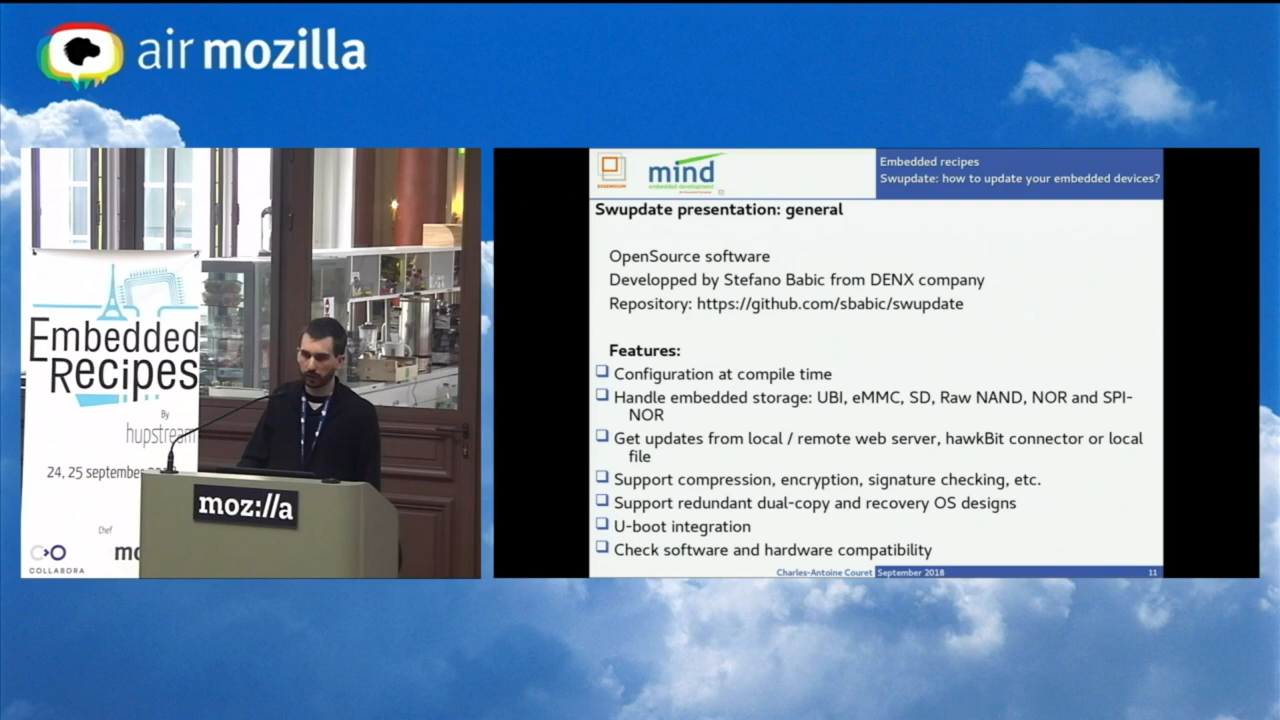 air mozilla
Embedded
Recipes
By
hupstream
24, 25 september
Chef
COLLABORA
moz://a
mind
embedded development
Embedded recipes
Swupdate: how to update your embedded devices?
Swupdate presentation: general
OpenSource software
Developped by Stefano Babic from DENX company
Repository: https://github.com/sbabic/swupdate
Features:
Configuration at compile time
Handle embedded storage: UBI, eMMC, SD, Raw NAND, NOR and SPI-
NOR
Get updates from local / remote web server, hawkBit connector or local
file
Support compression, encryption, signature checking, etc.
Support redundant dual-copy and recovery OS designs
U-boot integration
Check software and hardware compatibility
Charles-Antoine Couret September 2018 11